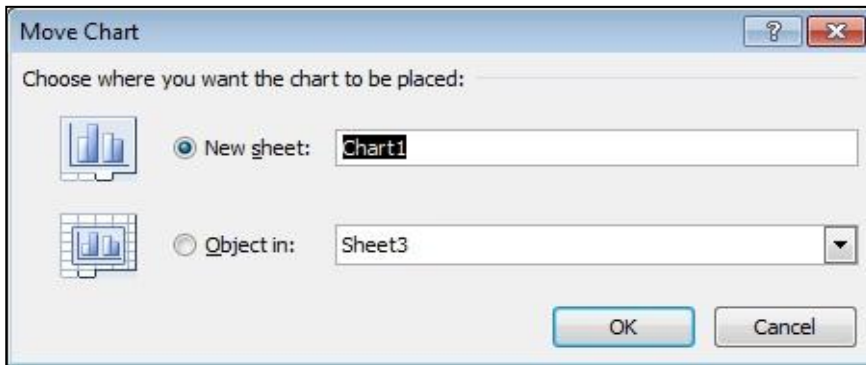 Move Chart
?
Choose where you want the chart to be placed:
New sheet: Chart1
Object in: Sheet3
OK Cancel